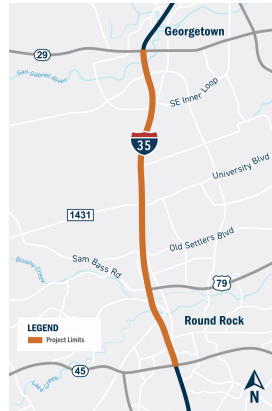 Georgetown
29
San Gabriel River
SE Inner Loop
35
University Blvd
1431
Old Settlers Blvd
Sam Bass Rd
Brushy Creek
79
LEGEND
Project Limits
Round Rock
45
Lake Creek
N